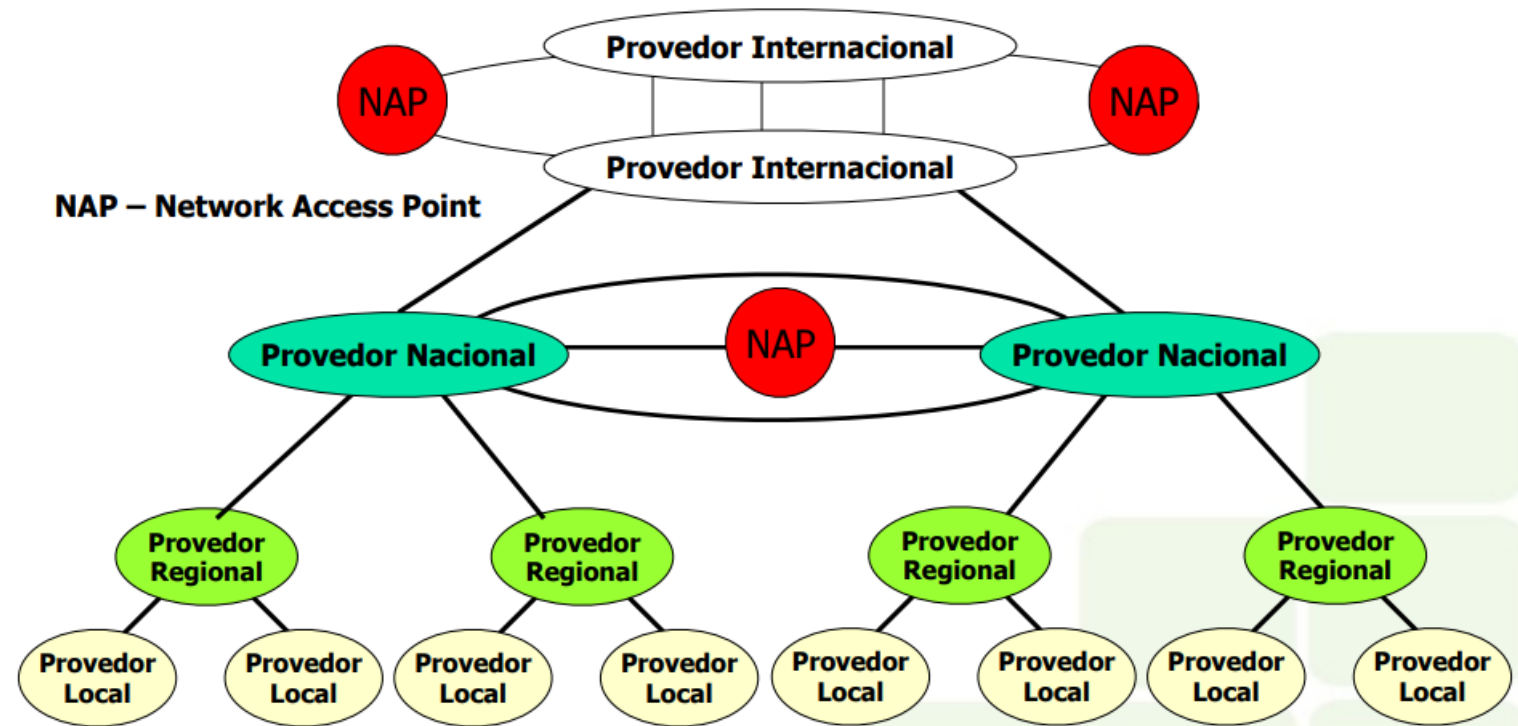 Provedor Internacional
NAP
NAP
Provedor Internacional
NAP – Network Access Point
Provedor Nacional
NAP
Provedor Nacional
Provedor
Regional
Provedor
Regional
Provedor
Regional
Provedor
Regional
Provedor
Local
Provedor
Local
Provedor
Local
Provedor
Local
Provedor
Local
Provedor
Local
Provedor
Local
Provedor
Local